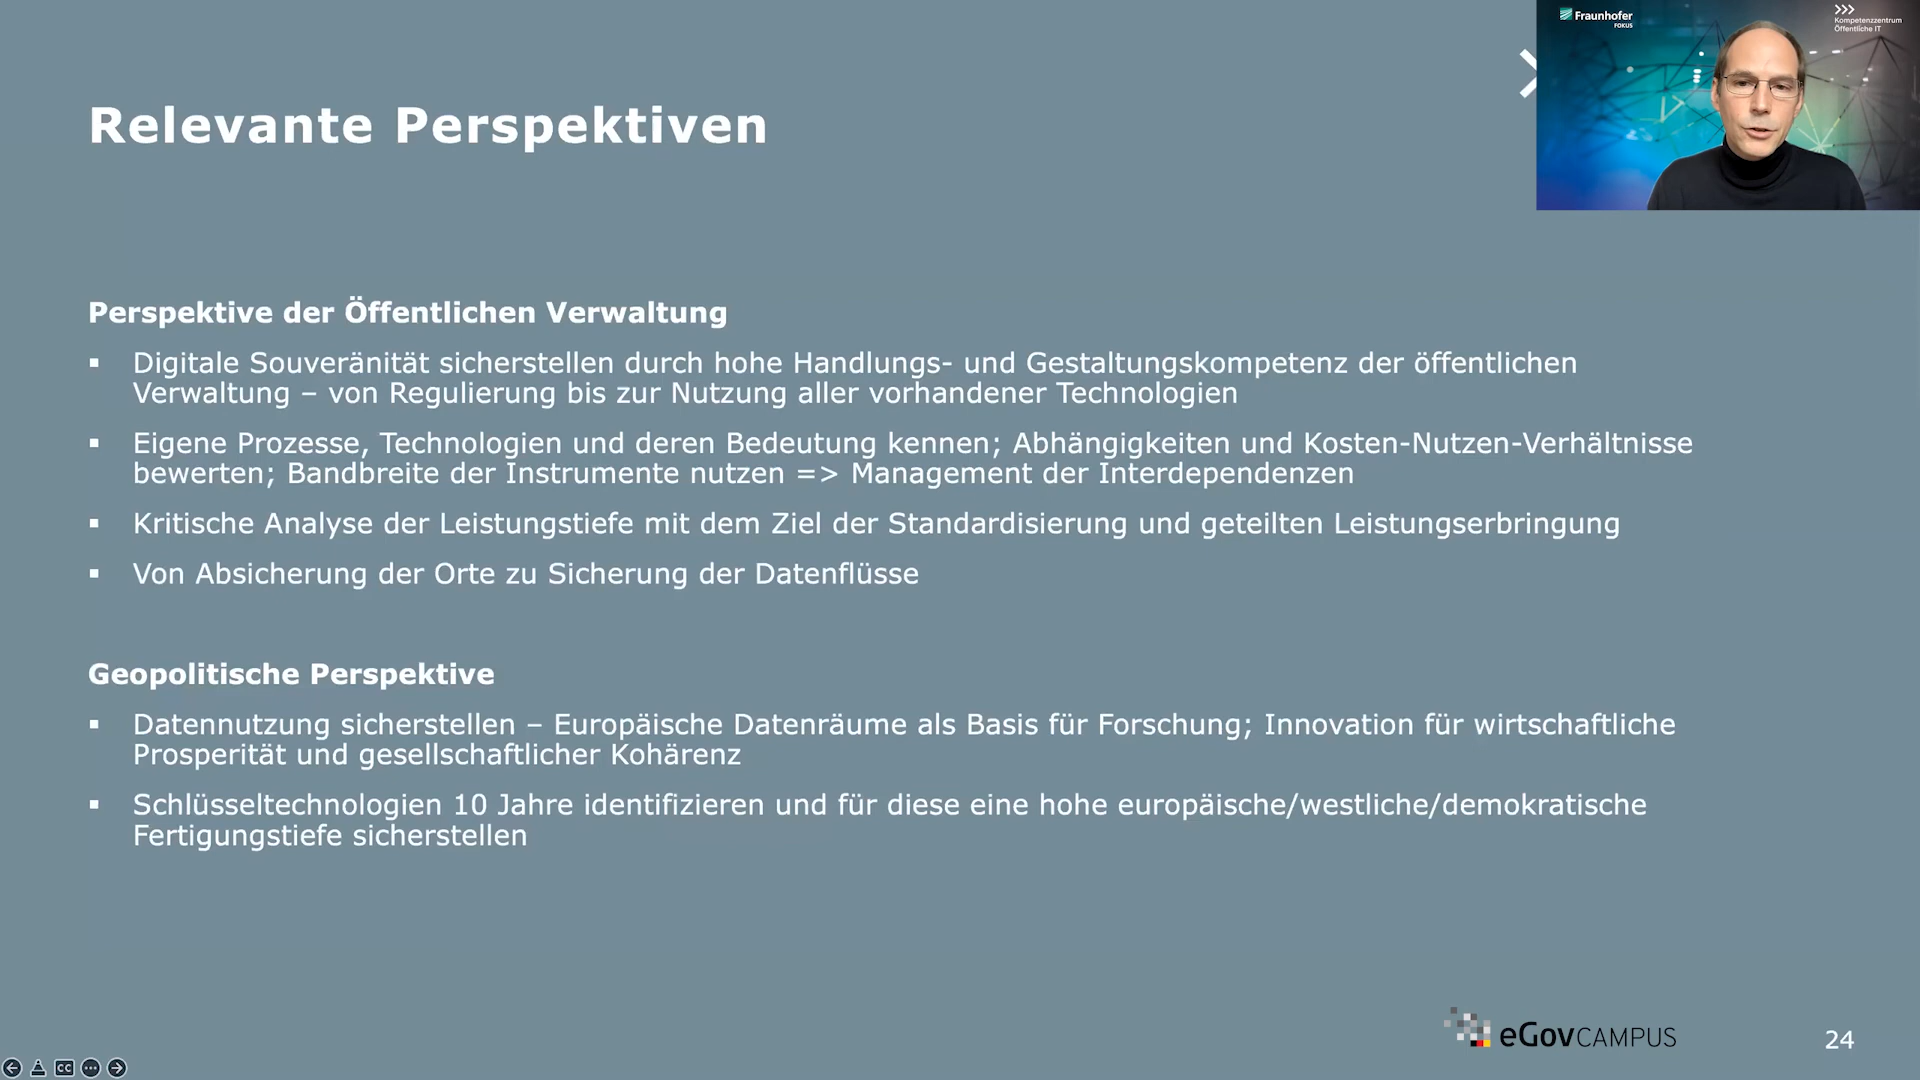 Fraunhofer
FOKUS
Kompetenzzentrum
Öffentliche IT
Relevante Perspektiven
Perspektive der Öffentlichen Verwaltung
▪ Digitale Souveränität sicherstellen durch hohe Handlungs- und Gestaltungskompetenz der öffentlichen
Verwaltung – von Regulierung bis zur Nutzung aller vorhandener Technologien
▪ Eigene Prozesse, Technologien und deren Bedeutung kennen; Abhängigkeiten und Kosten-Nutzen-Verhältnisse
bewerten; Bandbreite der Instrumente nutzen => Management der Interdependenzen
▪ Kritische Analyse der Leistungstiefe mit dem Ziel der Standardisierung und geteilten Leistungserbringung
▪ Von Absicherung der Orte zu Sicherung der Datenflüsse
Geopolitische Perspektive
▪ Datennutzung sicherstellen – Europäische Datenräume als Basis für Forschung; Innovation für wirtschaftliche
Prosperität und gesellschaftlicher Kohärenz
▪ Schlüsseltechnologien 10 Jahre identifizieren und für diese eine hohe europäische/westliche/demokratische
Fertigungstiefe sicherstellen
eGovCAMPUS
24
CC